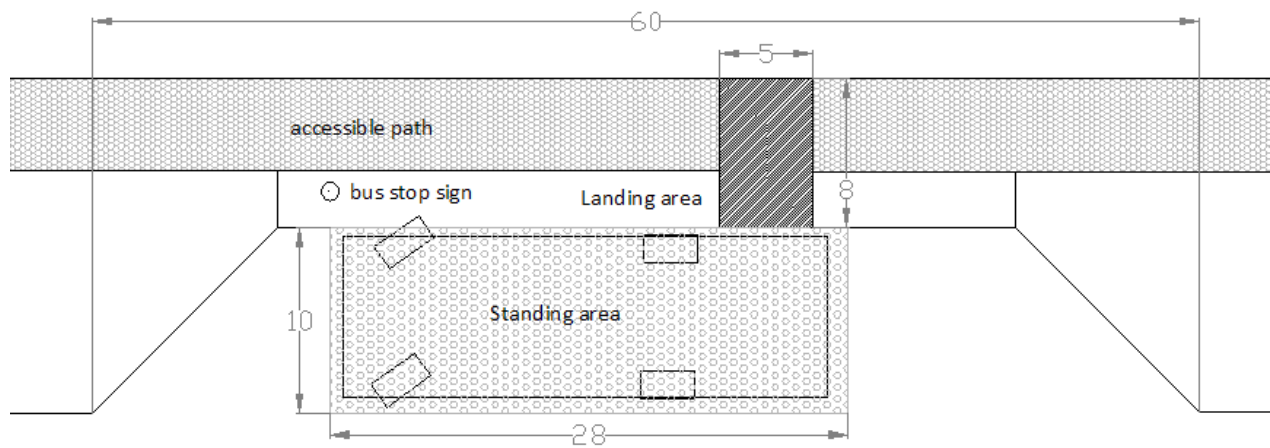 60
5
accessible path
bus stop sign
Landing area
8
10
Standing area
28